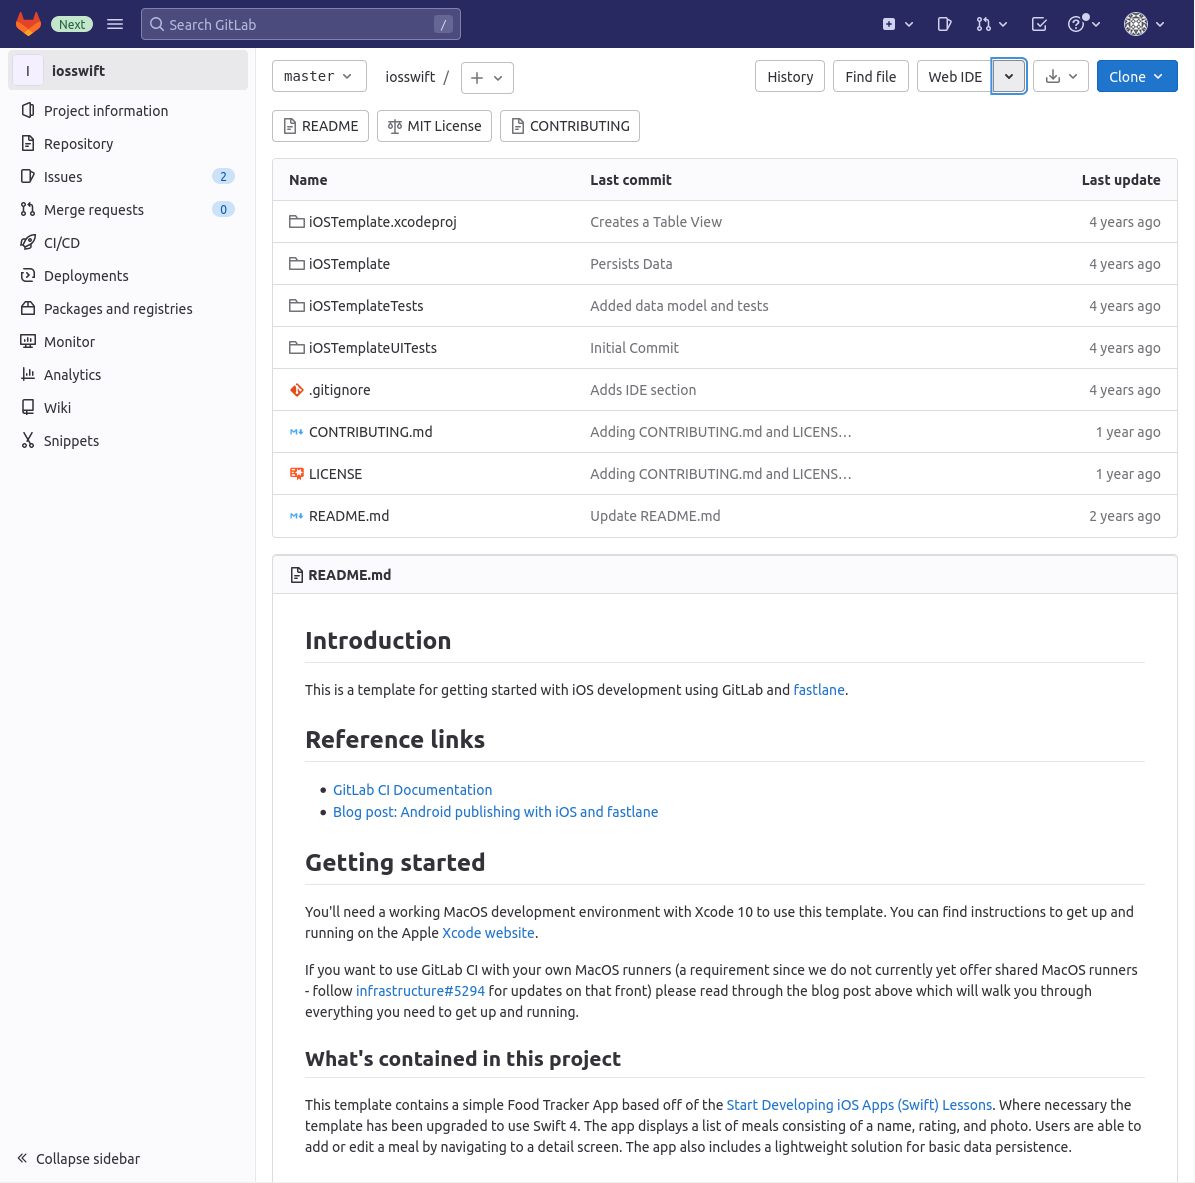 Next
Search GitLab
/
I
iosswift
Project information
Repository
Issues
2
Merge requests
0
CI/CD
Deployments
Packages and registries
Monitor
Analytics
Wiki
Snippets
Collapse sidebar
master
iosswift /
History
Find file
Web IDE
Clone
README
MIT License
CONTRIBUTING
Name Last commit Last update
iOSTemplate.xcodeproj Creates a Table View 4 years ago
iOSTemplate Persists Data 4 years ago
iOSTemplateTests Added data model and tests 4 years ago
iOSTemplateUITests Initial Commit 4 years ago
.gitignore Adds IDE section 4 years ago
CONTRIBUTING.md Adding CONTRIBUTING.md and LICENS… 1 year ago
LICENSE Adding CONTRIBUTING.md and LICENS… 1 year ago
README.md Update README.md 2 years ago
README.md
Introduction
This is a template for getting started with iOS development using GitLab and fastlane.
Reference links
• GitLab CI Documentation
• Blog post: Android publishing with iOS and fastlane
Getting started
You'll need a working MacOS development environment with Xcode 10 to use this template. You can find instructions to get up and
running on the Apple Xcode website.
If you want to use GitLab CI with your own MacOS runners (a requirement since we do not currently yet offer shared MacOS runners
- follow infrastructure#5294 for updates on that front) please read through the blog post above which will walk you through
everything you need to get up and running.
What's contained in this project
This template contains a simple Food Tracker App based off of the Start Developing iOS Apps (Swift) Lessons. Where necessary the
template has been upgraded to use Swift 4. The app displays a list of meals consisting of a name, rating, and photo. Users are able to
add or edit a meal by navigating to a detail screen. The app also includes a lightweight solution for basic data persistence.